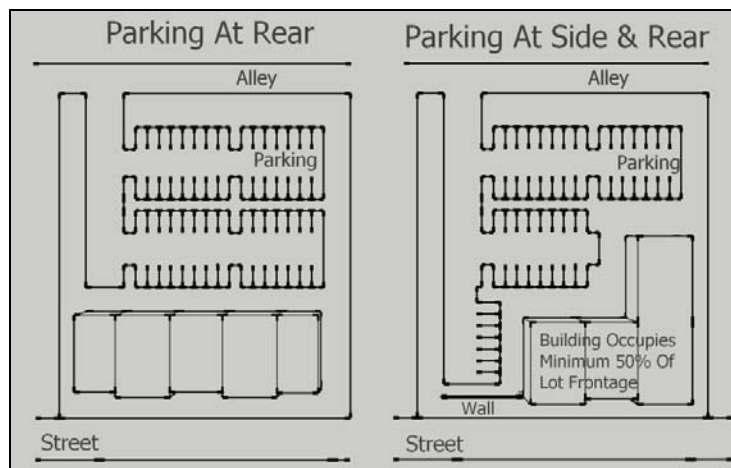 Parking At Rear
Alley
Parking
Street
Parking At Side & Rear
Alley
Parking
Building Occupies
Minimum 50% Of
Lot Frontage
Wall
Street